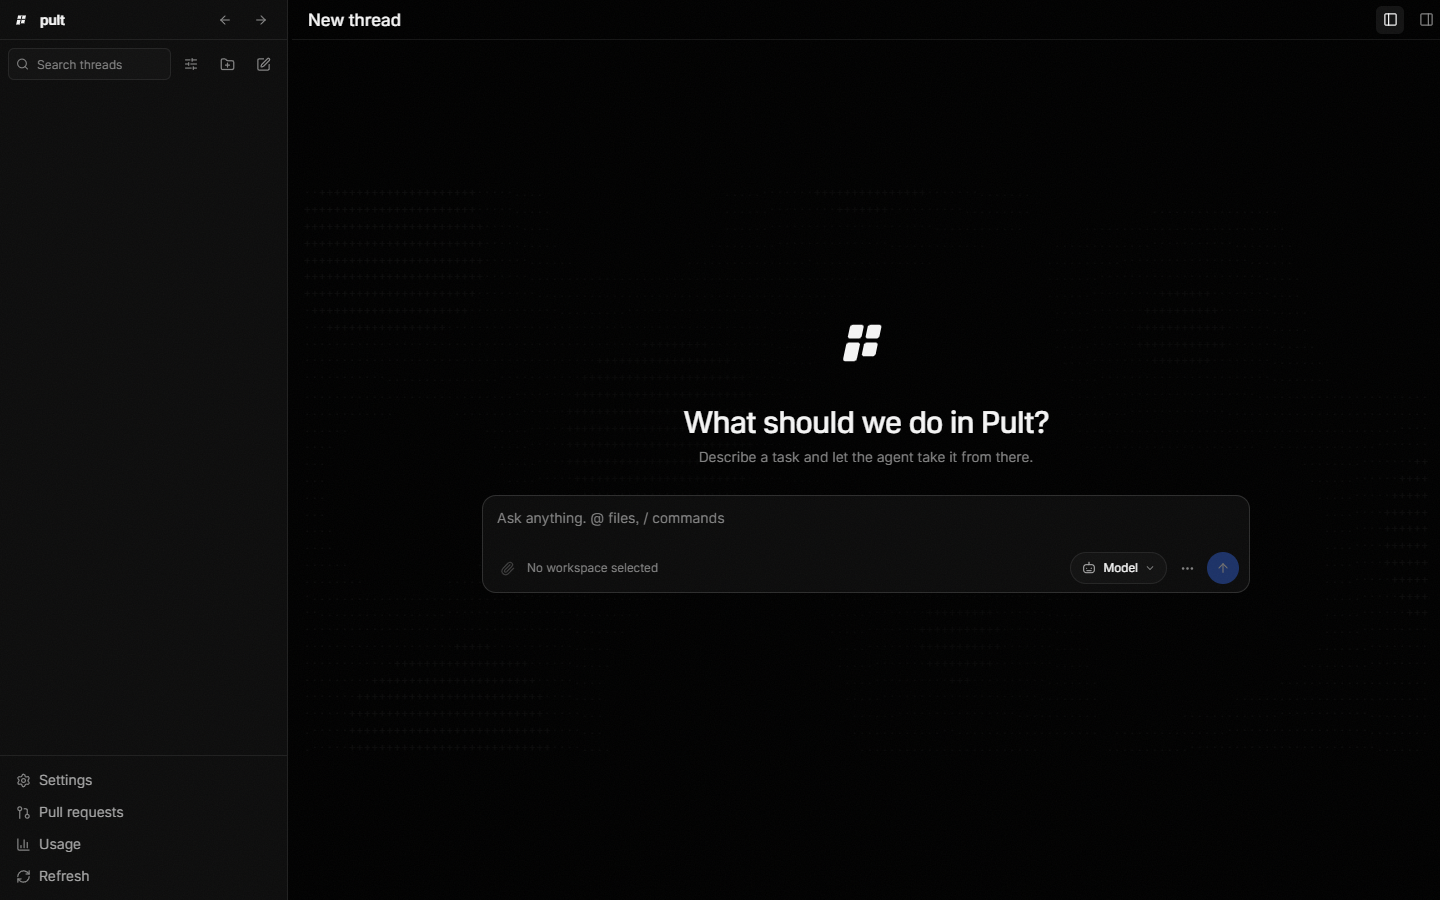 pult
New thread
Search threads
What should we do in Pult?
Describe a task and let the agent take it from there.
Ask anything. @ files, / commands
No workspace selected
Model
Settings
Pull requests
Usage
Refresh